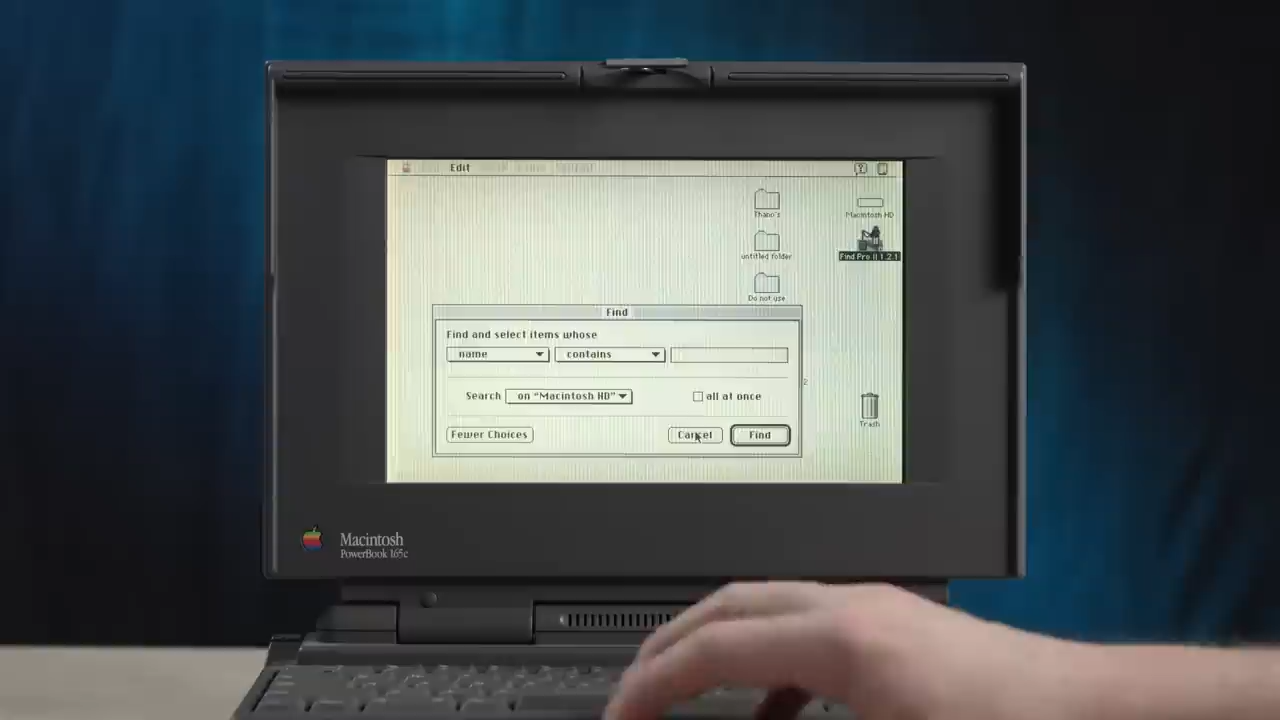 Edit
Thapo's
Macintosh HD
untitled folder
Find Pro II 1.2.1
Do not use
Find
Find and select items whose
name contains
Search on "Macintosh HD" all at once
Trash
Fewer Choices Cancel Find
Macintosh
PowerBook 165c